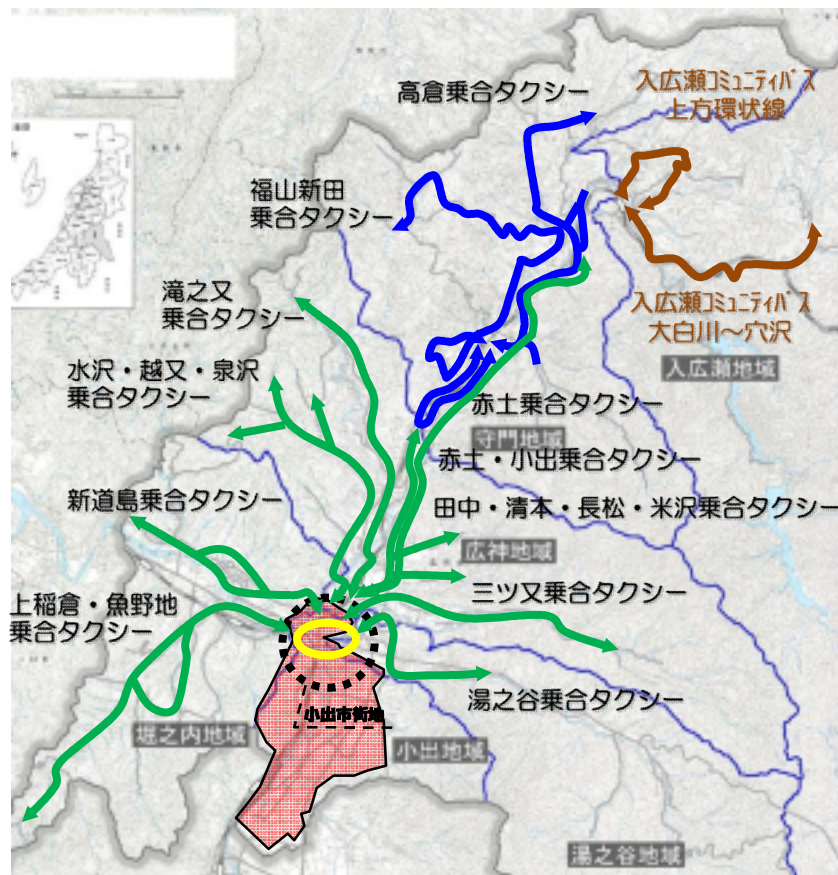 高倉乗合タクシー
入広瀬ｺﾐｭﾆﾃｨﾊﾞｽ
上方環状線
福山新田
乗合タクシー
滝之又
乗合タクシー
入広瀬ｺﾐｭﾆﾃｨﾊﾞｽ
大白川～穴沢
水沢・越又・泉沢
乗合タクシー
入広瀬地域
赤土乗合タクシー
守門地域
赤土・小出乗合タクシー
新道島乗合タクシー
田中・清本・長松・米沢乗合タクシー
広神地域
上稲倉・魚野地
乗合タクシー
三ツ又乗合タクシー
湯之谷乗合タクシー
小出市街地
堀之内地域
小出地域
湯之谷地域